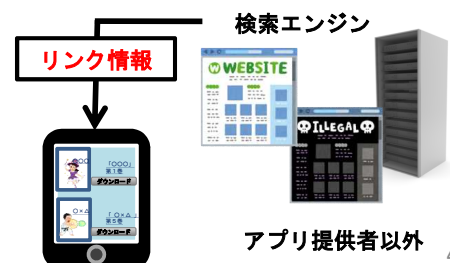 検索エンジン
リンク情報
WEBSITE
ILLEGAL
「○○○」
第1巻
ダウンロード
「○×△」
第5巻
ダウンロード
アプリ提供者以外